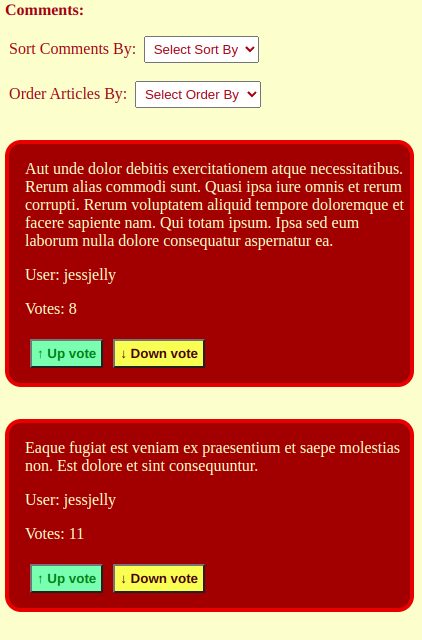 Comments:
Sort Comments By: Select Sort By
Order Articles By: Select Order By
Aut unde dolor debitis exercitationem atque necessitatibus.
Rerum alias commodi sunt. Quasi ipsa iure omnis et rerum
corrupti. Rerum voluptatem aliquid tempore doloremque et
facere sapiente nam. Qui totam ipsum. Ipsa sed eum
laborum nulla dolore consequatur aspernatur ea.
User: jessjelly
Votes: 8
↑ Up vote ↓ Down vote
Eaque fugiat est veniam ex praesentium et saepe molestias
non. Est dolore et sint consequuntur.
User: jessjelly
Votes: 11
↑ Up vote ↓ Down vote